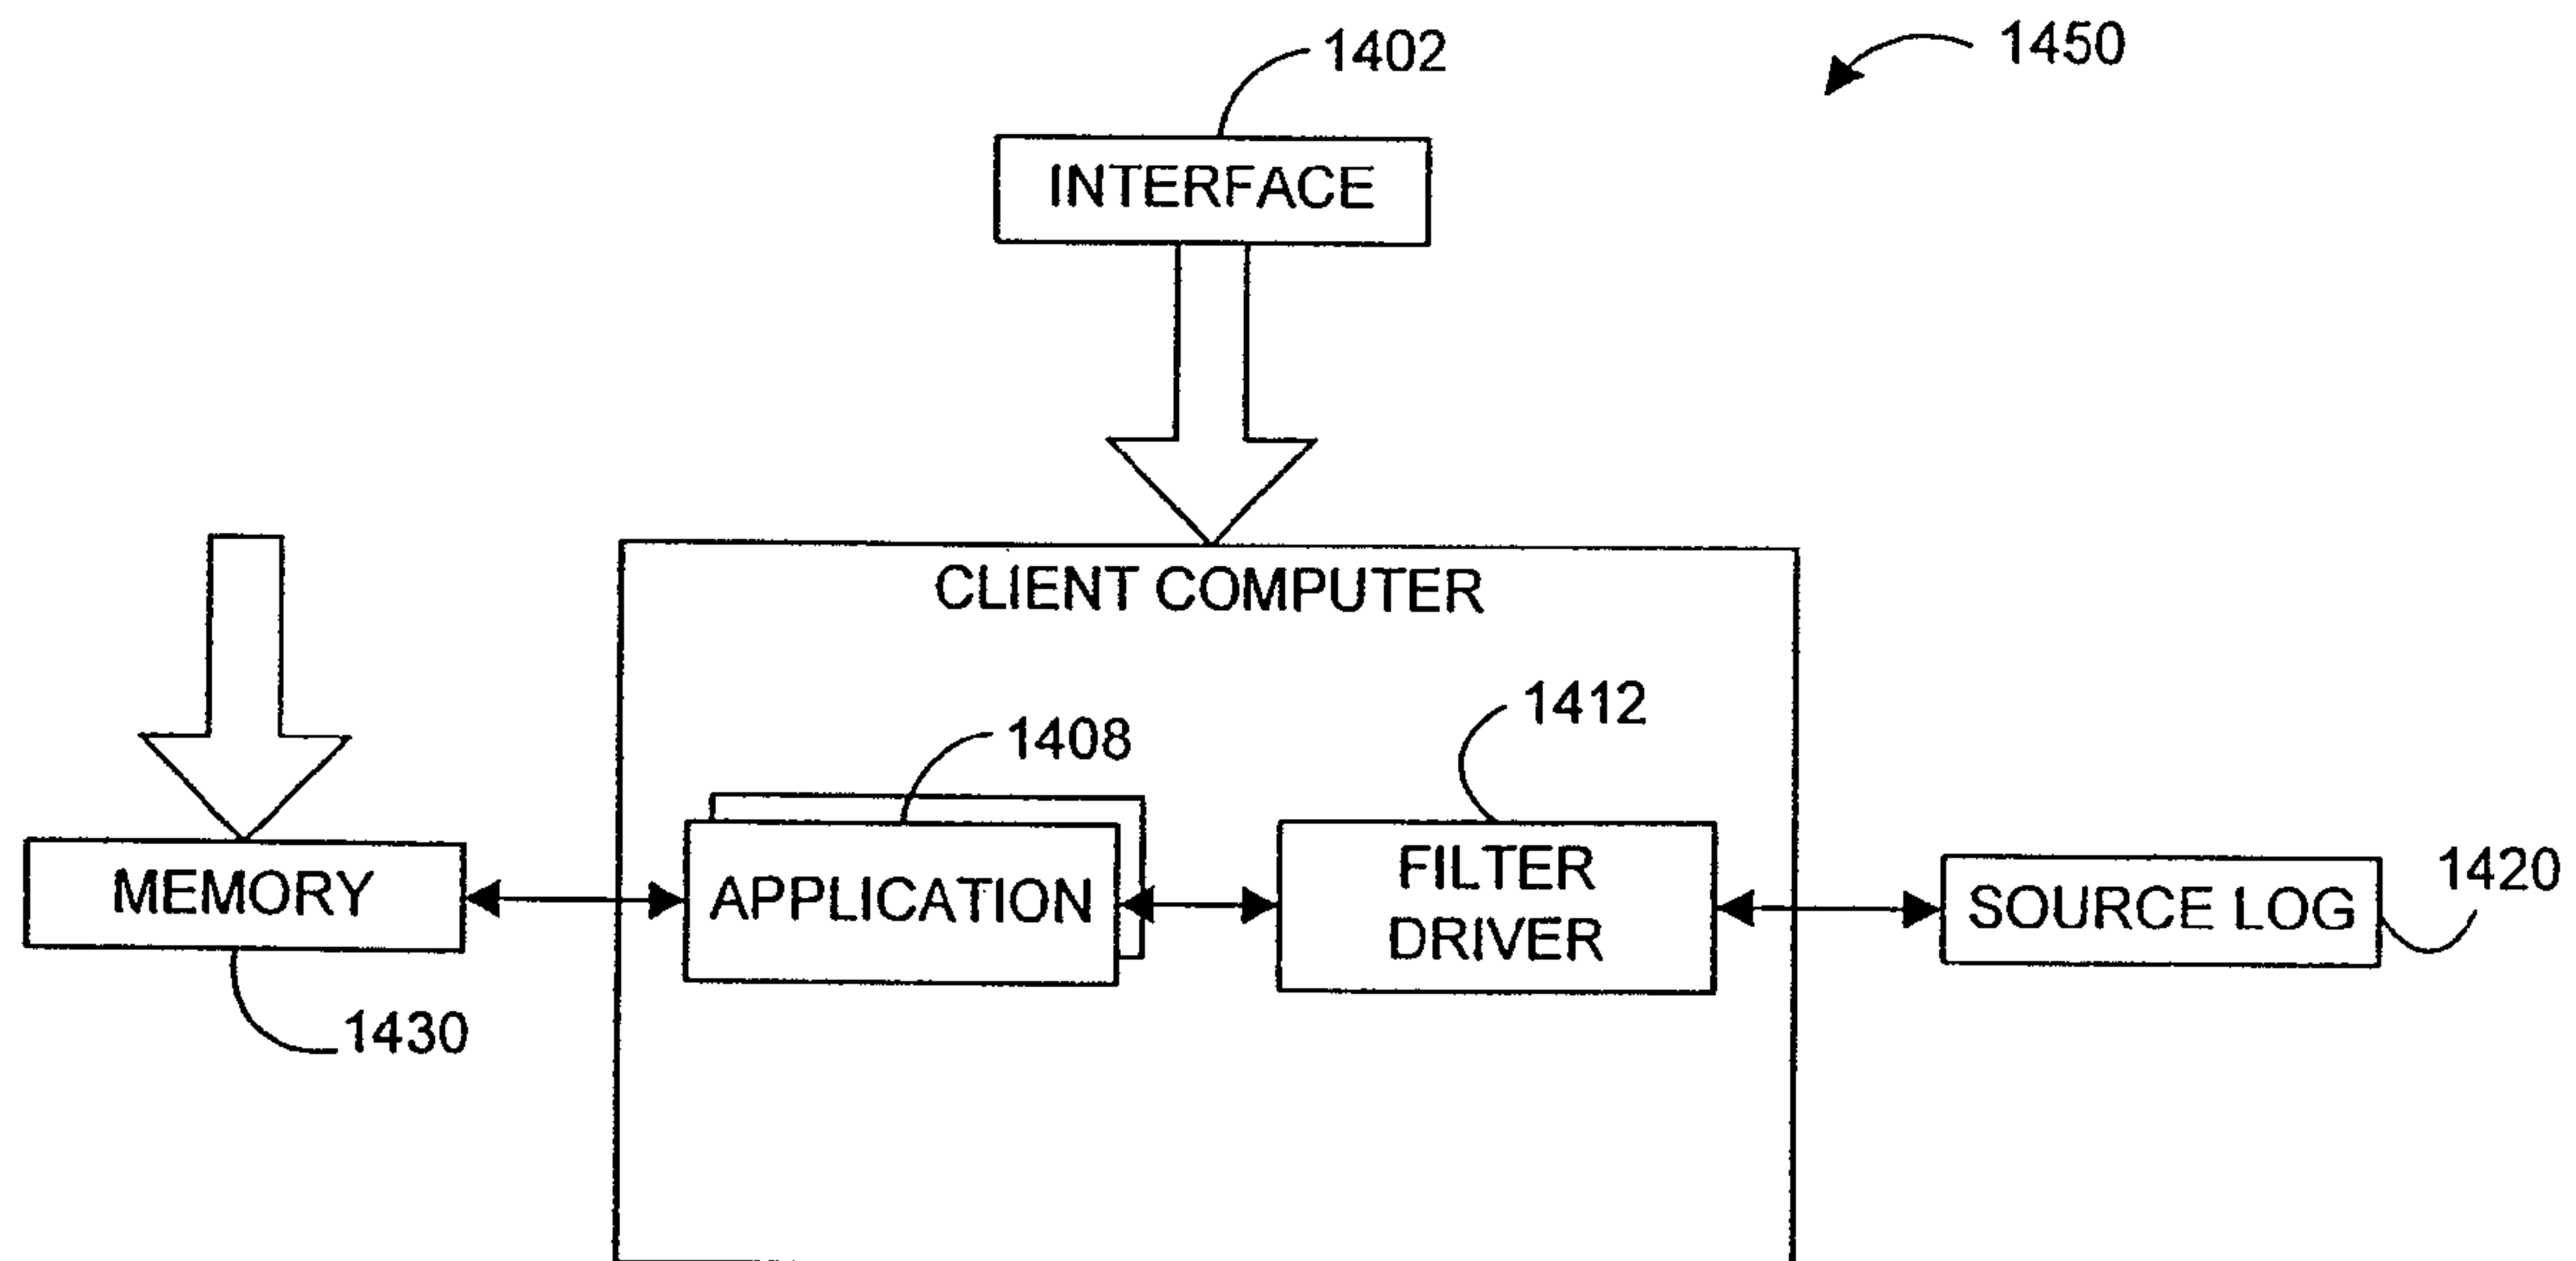 1402
1450
INTERFACE
CLIENT COMPUTER
1412
1408
MEMORY
APPLICATION
FILTER
DRIVER
SOURCE LOG
1420
1430